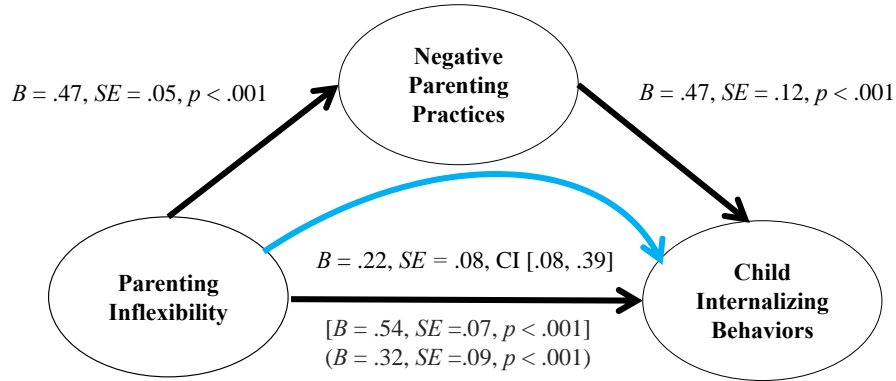 Negative
Parenting
Practices
B = .47, SE = .05, p < .001
B = .47, SE = .12, p < .001
Parenting
Inflexibility
B = .22, SE = .08, CI [.08, .39]
[B = .54, SE =.07, p < .001]
(B = .32, SE =.09, p < .001)
Child
Internalizing
Behaviors